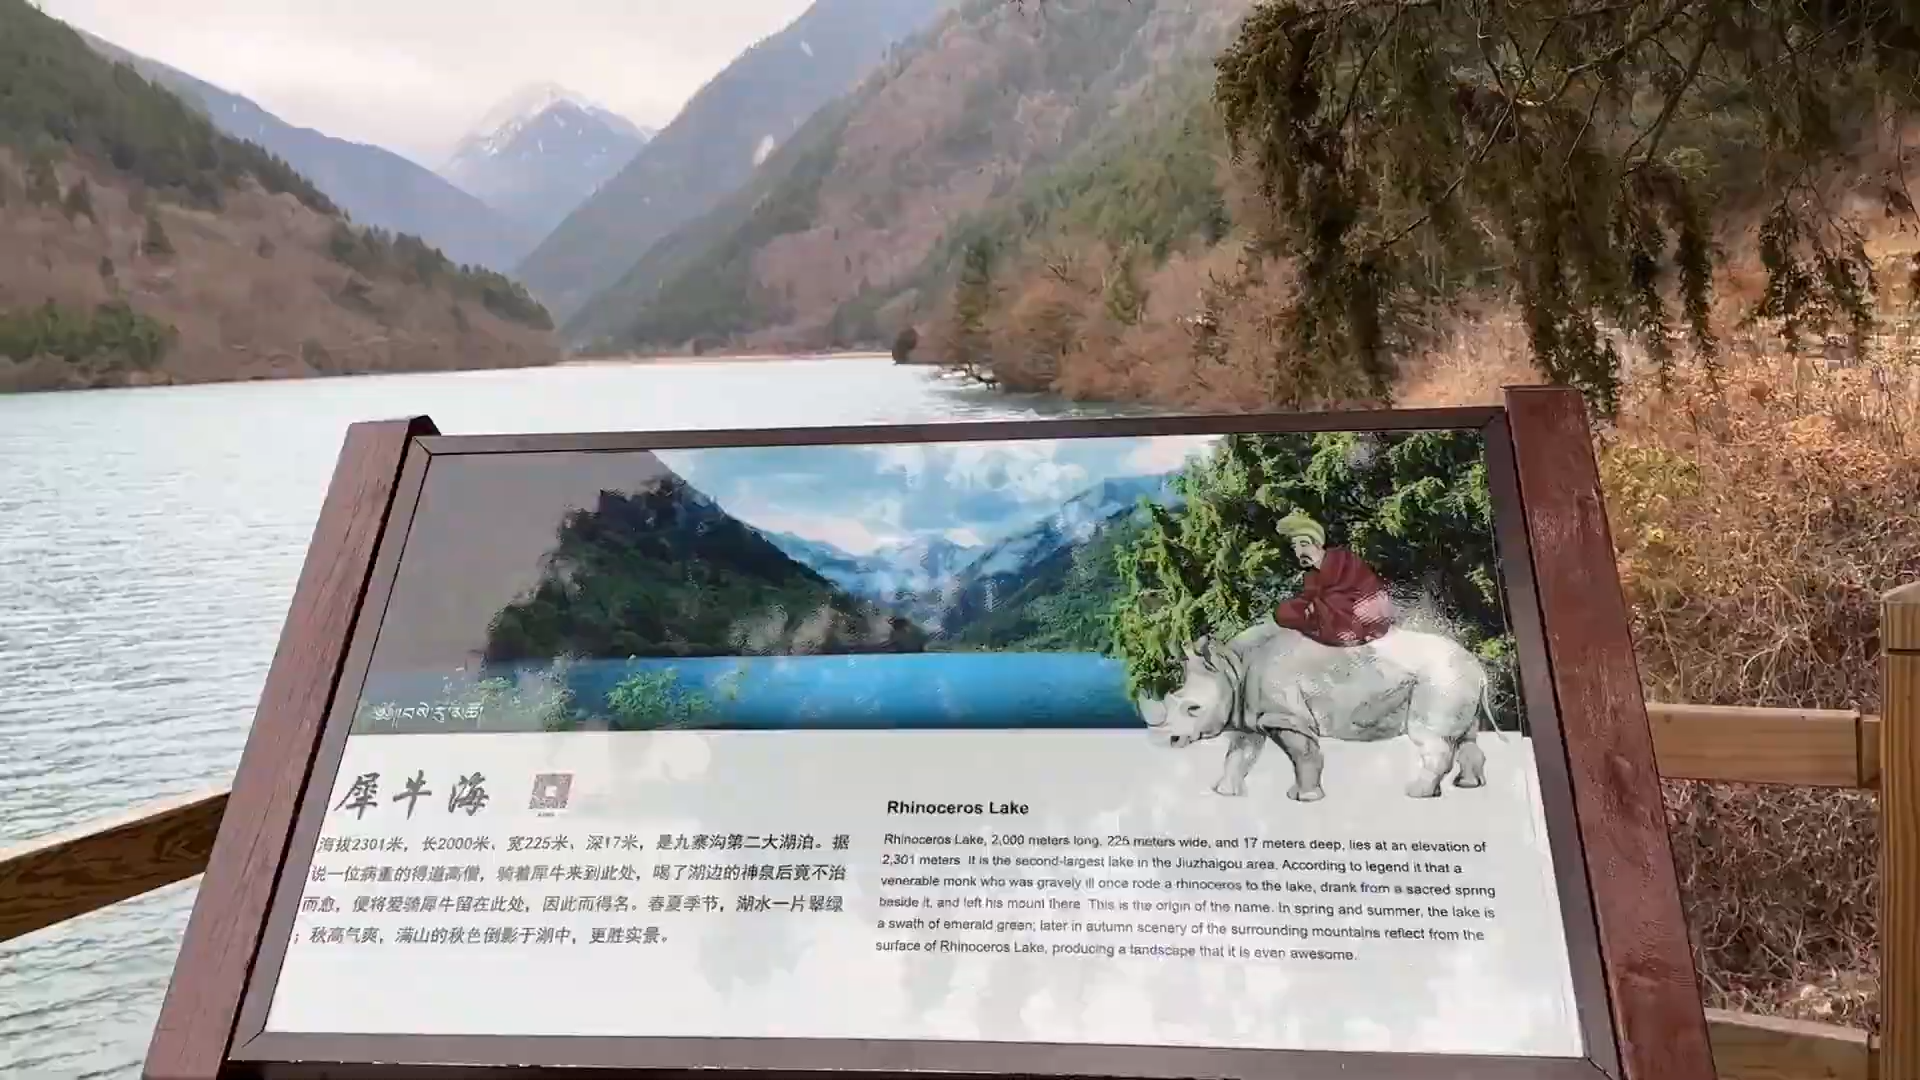 犀牛海
海拔2301米，长2000米、宽225米、深17米，是九寨沟第二大湖泊。据
说一位病重的得道高僧，骑着犀牛来到此处，喝了湖边的神泉后竟不治
而愈，便将爱骑犀牛留在此处，因此而得名。春夏季节，湖水一片翠绿
；秋高气爽，满山的秋色倒影于湖中，更胜实景。
Rhinoceros Lake
Rhinoceros Lake, 2,000 meters long, 225 meters wide, and 17 meters deep, lies at an elevation of
2,301 meters. It is the second-largest lake in the Jiuzhaigou area. According to legend it that a
venerable monk who was gravely ill once rode a rhinoceros to the lake, drank from a sacred spring
beside it, and left his mount there. This is the origin of the name. In spring and summer, the lake is
a swath of emerald green; later in autumn scenery of the surrounding mountains reflect from the
surface of Rhinoceros Lake, producing a landscape that it is even awesome.